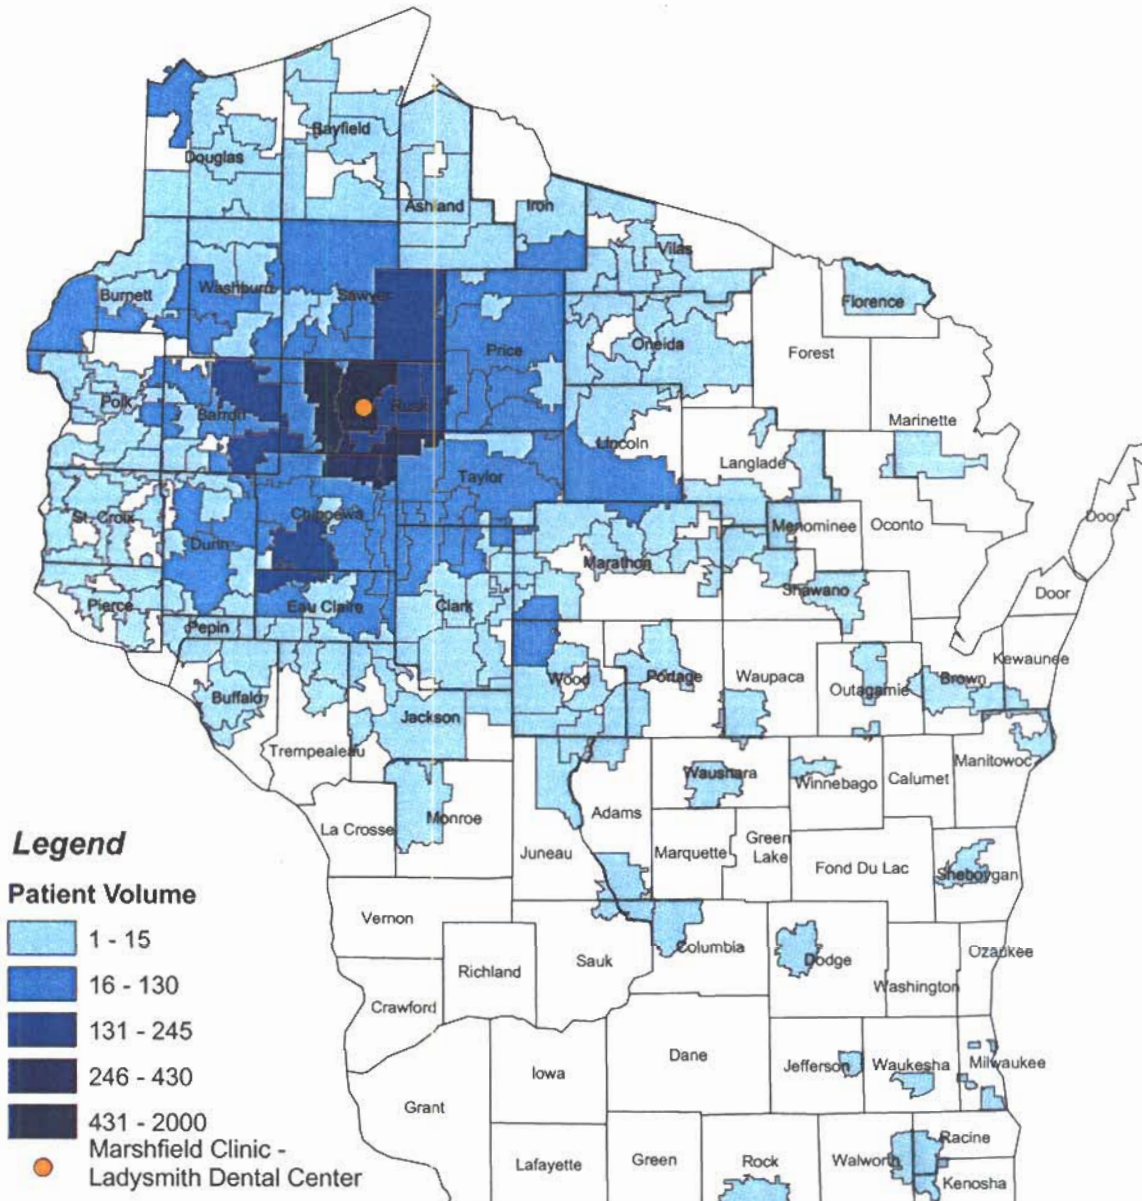 Bayfield
Douglas
Ashland
Iron
Vilas
Burnett
Washburn
Sawyer
Florence
Price
Oneida
Forest
Polk
Barron
Rusk
Marinette
Lincoln
Langlade
Taylor
St. Croix
Chippewa
Menominee
Oconto
Door
Dunn
Marathon
Shawano
Door
Pierce
Eau Claire
Clark
Pepin
Kewaunee
Wood
Portage
Waupaca
Outagamie
Brown
Buffalo
Jackson
Trempealeau
Manitowoc
Waushara
Winnebago
Calumet
Adams
Monroe
La Crosse
Juneau
Marquette
Green
Lake
Fond Du Lac
Sheboygan
Legend
Patient Volume
1 - 15
16 - 130
131 - 245
246 - 430
431 - 2000
Marshfield Clinic -
Ladysmith Dental Center
Vernon
Columbia
Sauk
Dodge
Ozaukee
Richland
Washington
Crawford
Dane
Jefferson
Waukesha
Milwaukee
Iowa
Grant
Racine
Lafayette
Green
Rock
Walworth
Kenosha